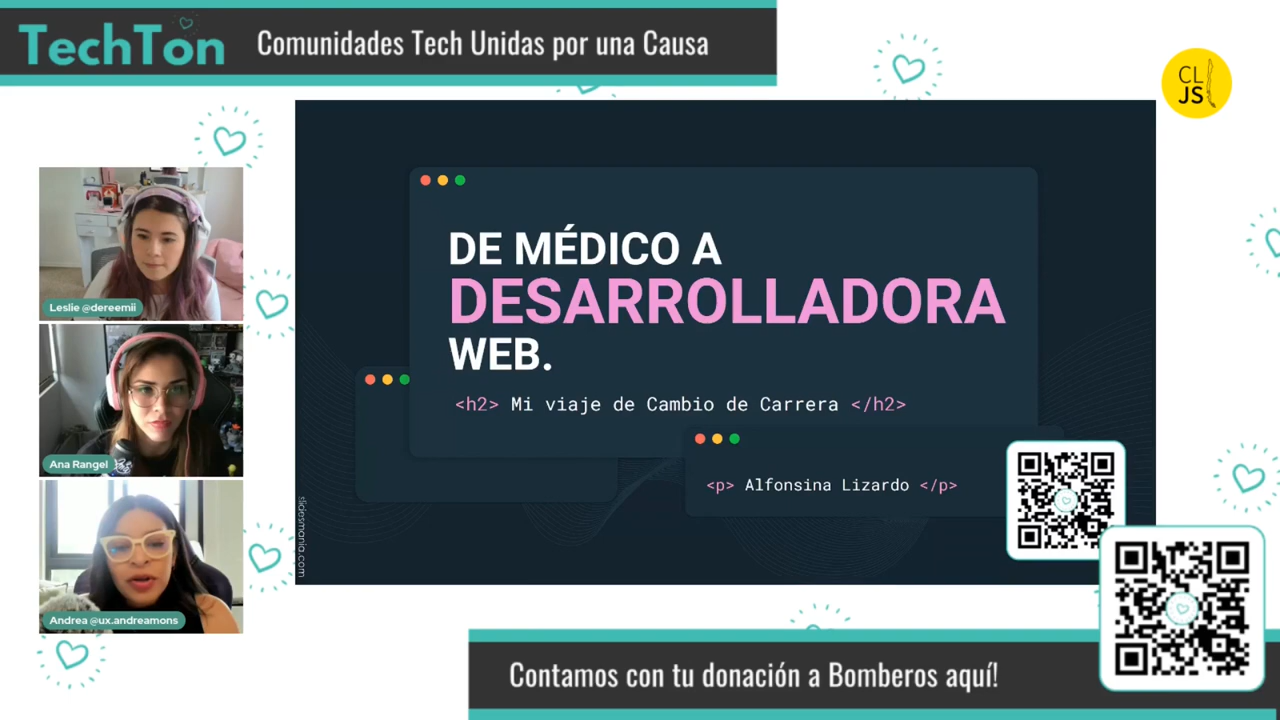 TechTon
Comunidades Tech Unidas por una Causa
CL
JS
Leslie @dereemii
Ana Rangel
Andrea @ux.andreamons
DE MÉDICO A
DESARROLLADORA
WEB.
<h2> Mi viaje de Cambio de Carrera </h2>
<p> Alfonsina Lizardo </p>
slidesmania.com
Contamos con tu donación a Bomberos aquí!